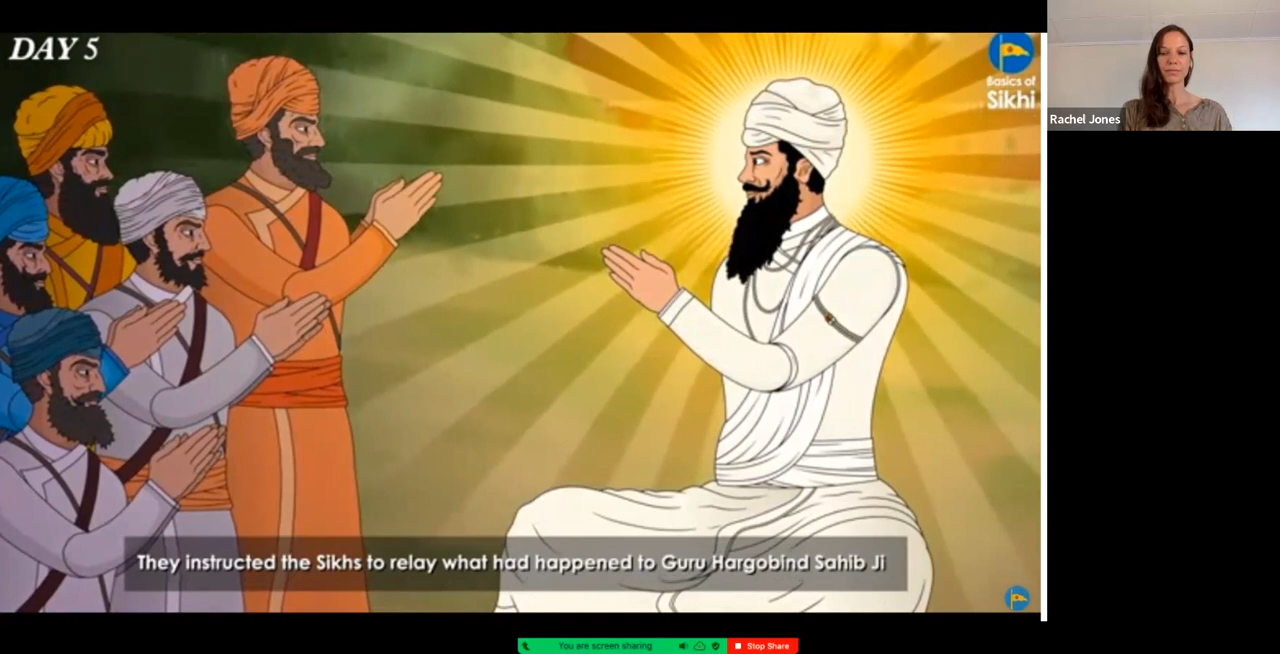 DAY 5
Basics of
Sikhi
Rachel Jones
They instructed the Sikhs to relay what had happened to Guru Hargobind Sahib Ji
You are screen sharing
Stop Share